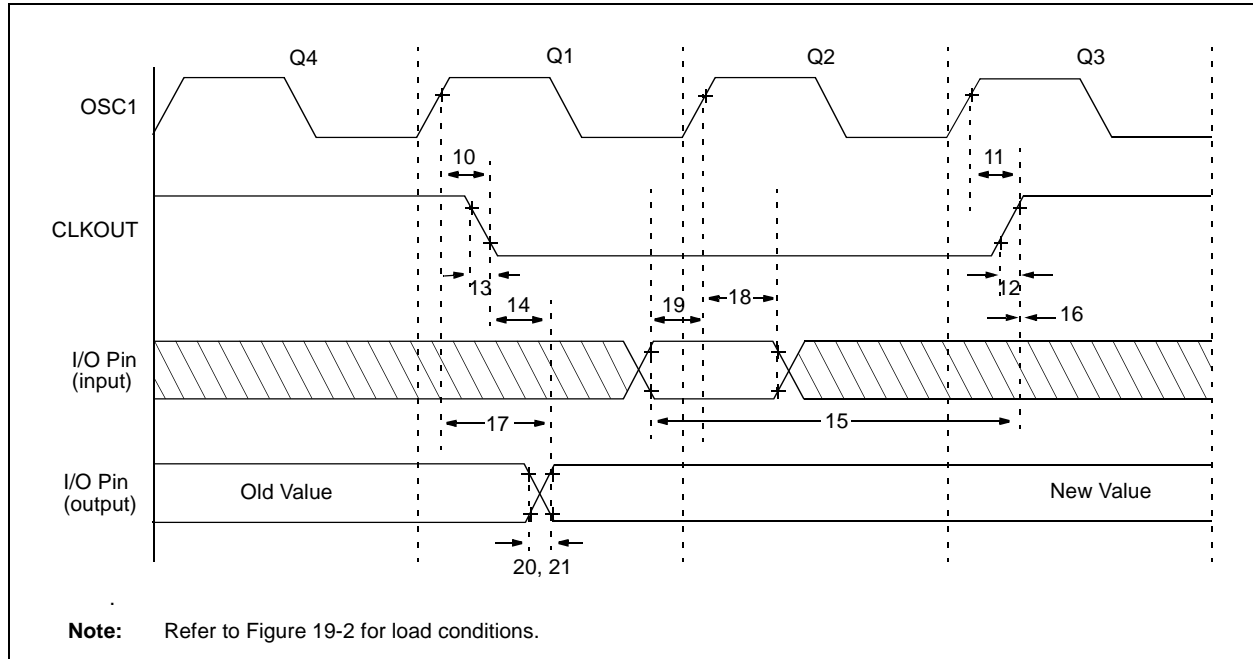 Q4 Q1 Q2 Q3
OSC1
10 11
CLKOUT
13 14 19 18 12 16
I/O Pin
(input)
17 15
I/O Pin
(output)
Old Value New Value
20, 21
.
Note: Refer to Figure 19-2 for load conditions.